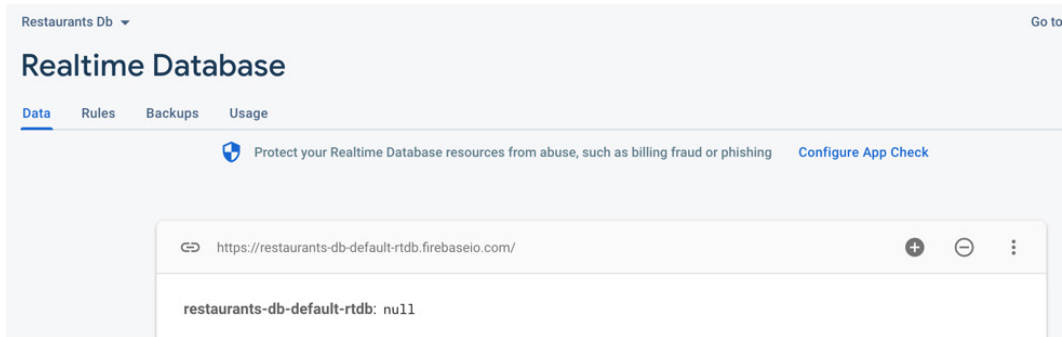 Restaurants Db
Go to
Realtime Database
Data Rules Backups Usage
Protect your Realtime Database resources from abuse, such as billing fraud or phishing Configure App Check
https://restaurants-db-default-rtdb.firebaseio.com/
restaurants-db-default-rtdb: null